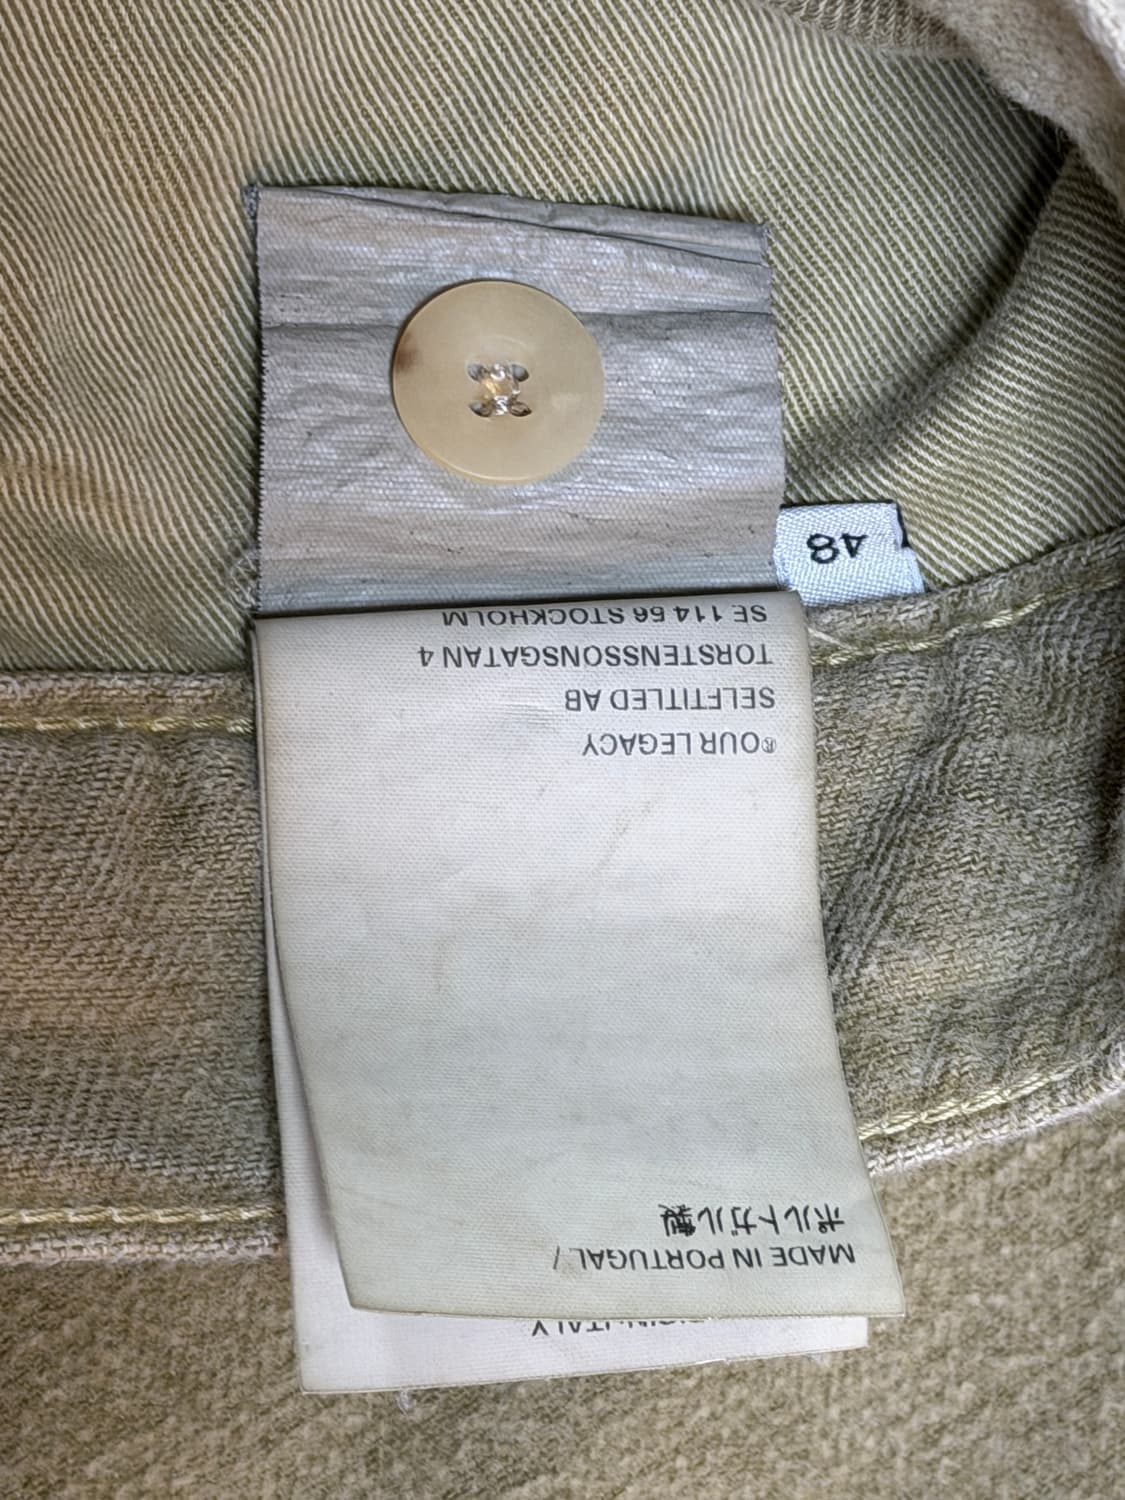 MADE IN PORTUGAL /
ポルトガル製
®OUR LEGACY
SELFTITLED AB
TORSTENSSONSGATAN 4
SE 114 56 STOCKHOLM
48